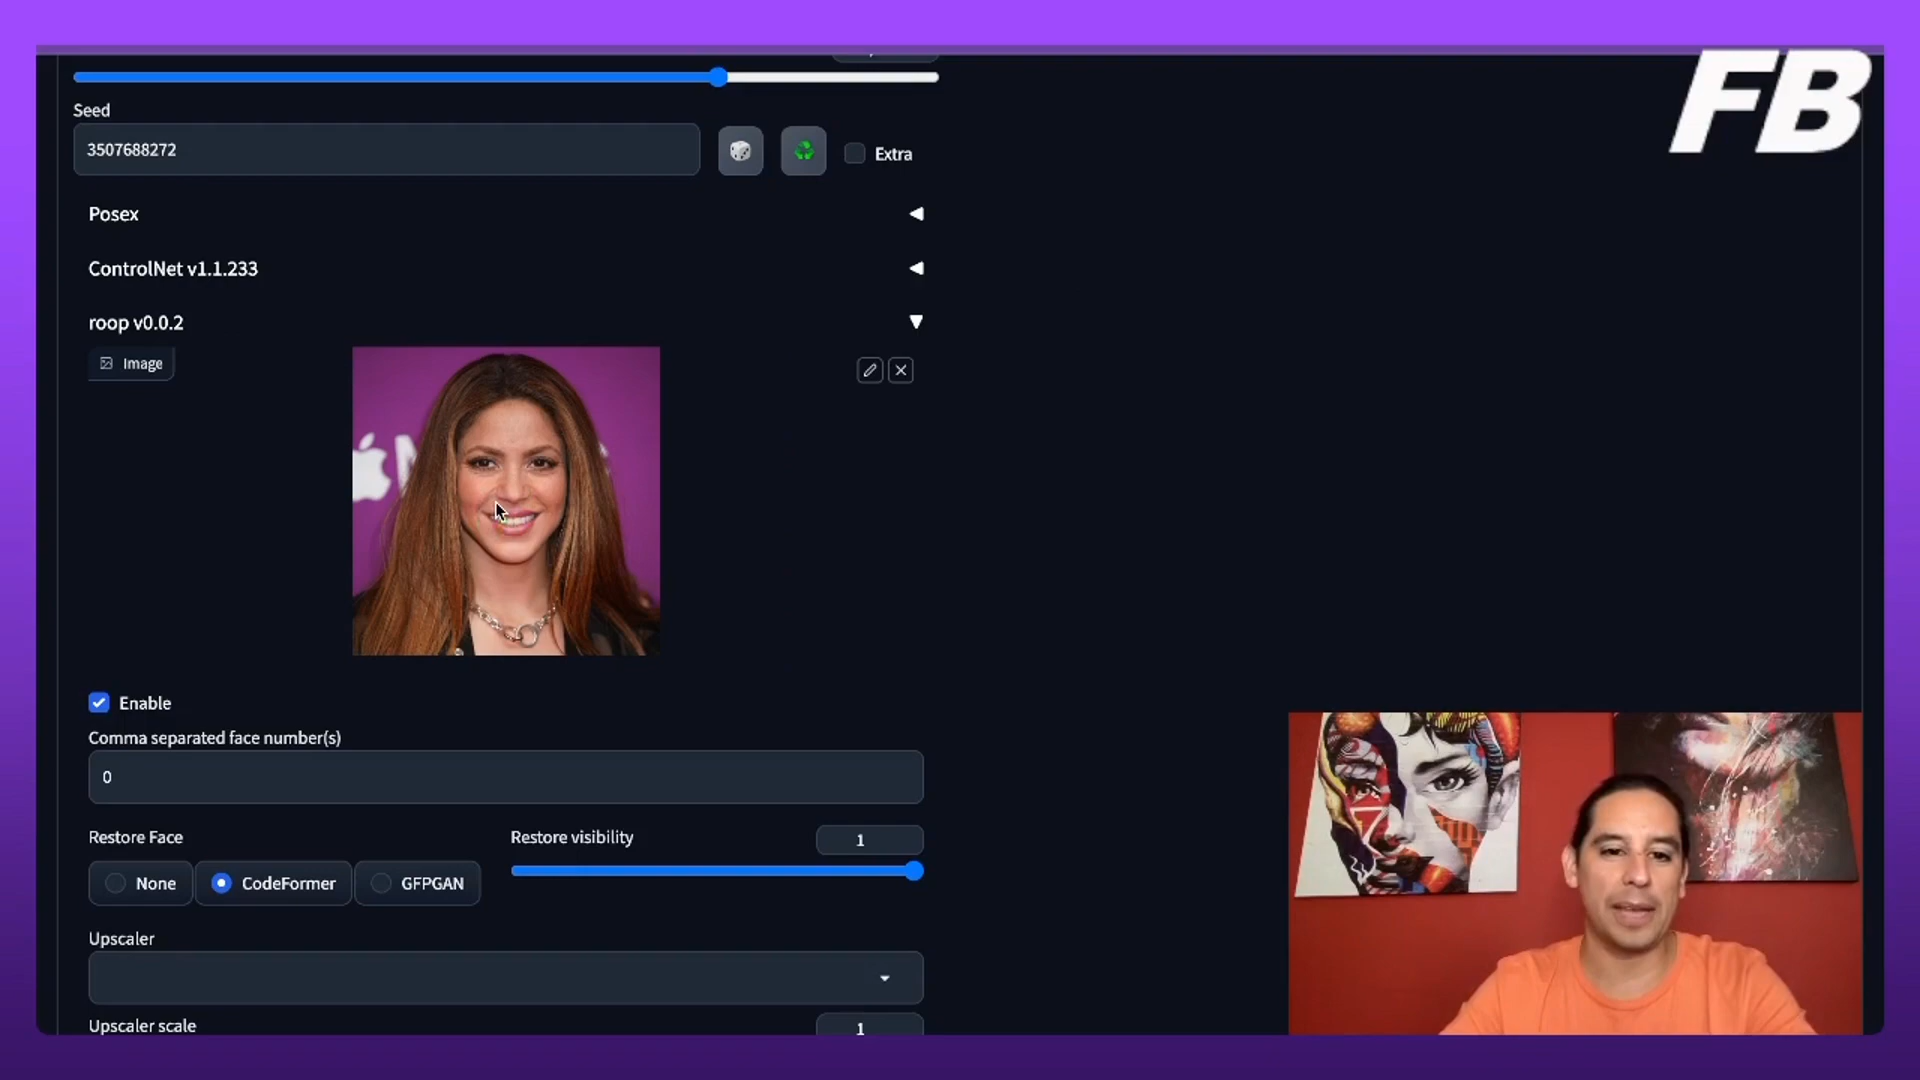 FB
Seed
3507688272
Extra
Posex
ControlNet v1.1.233
roop v0.0.2
Image
Enable
Comma separated face number(s)
0
Restore Face
Restore visibility
1
None
CodeFormer
GFPGAN
Upscaler
Upscaler scale
1